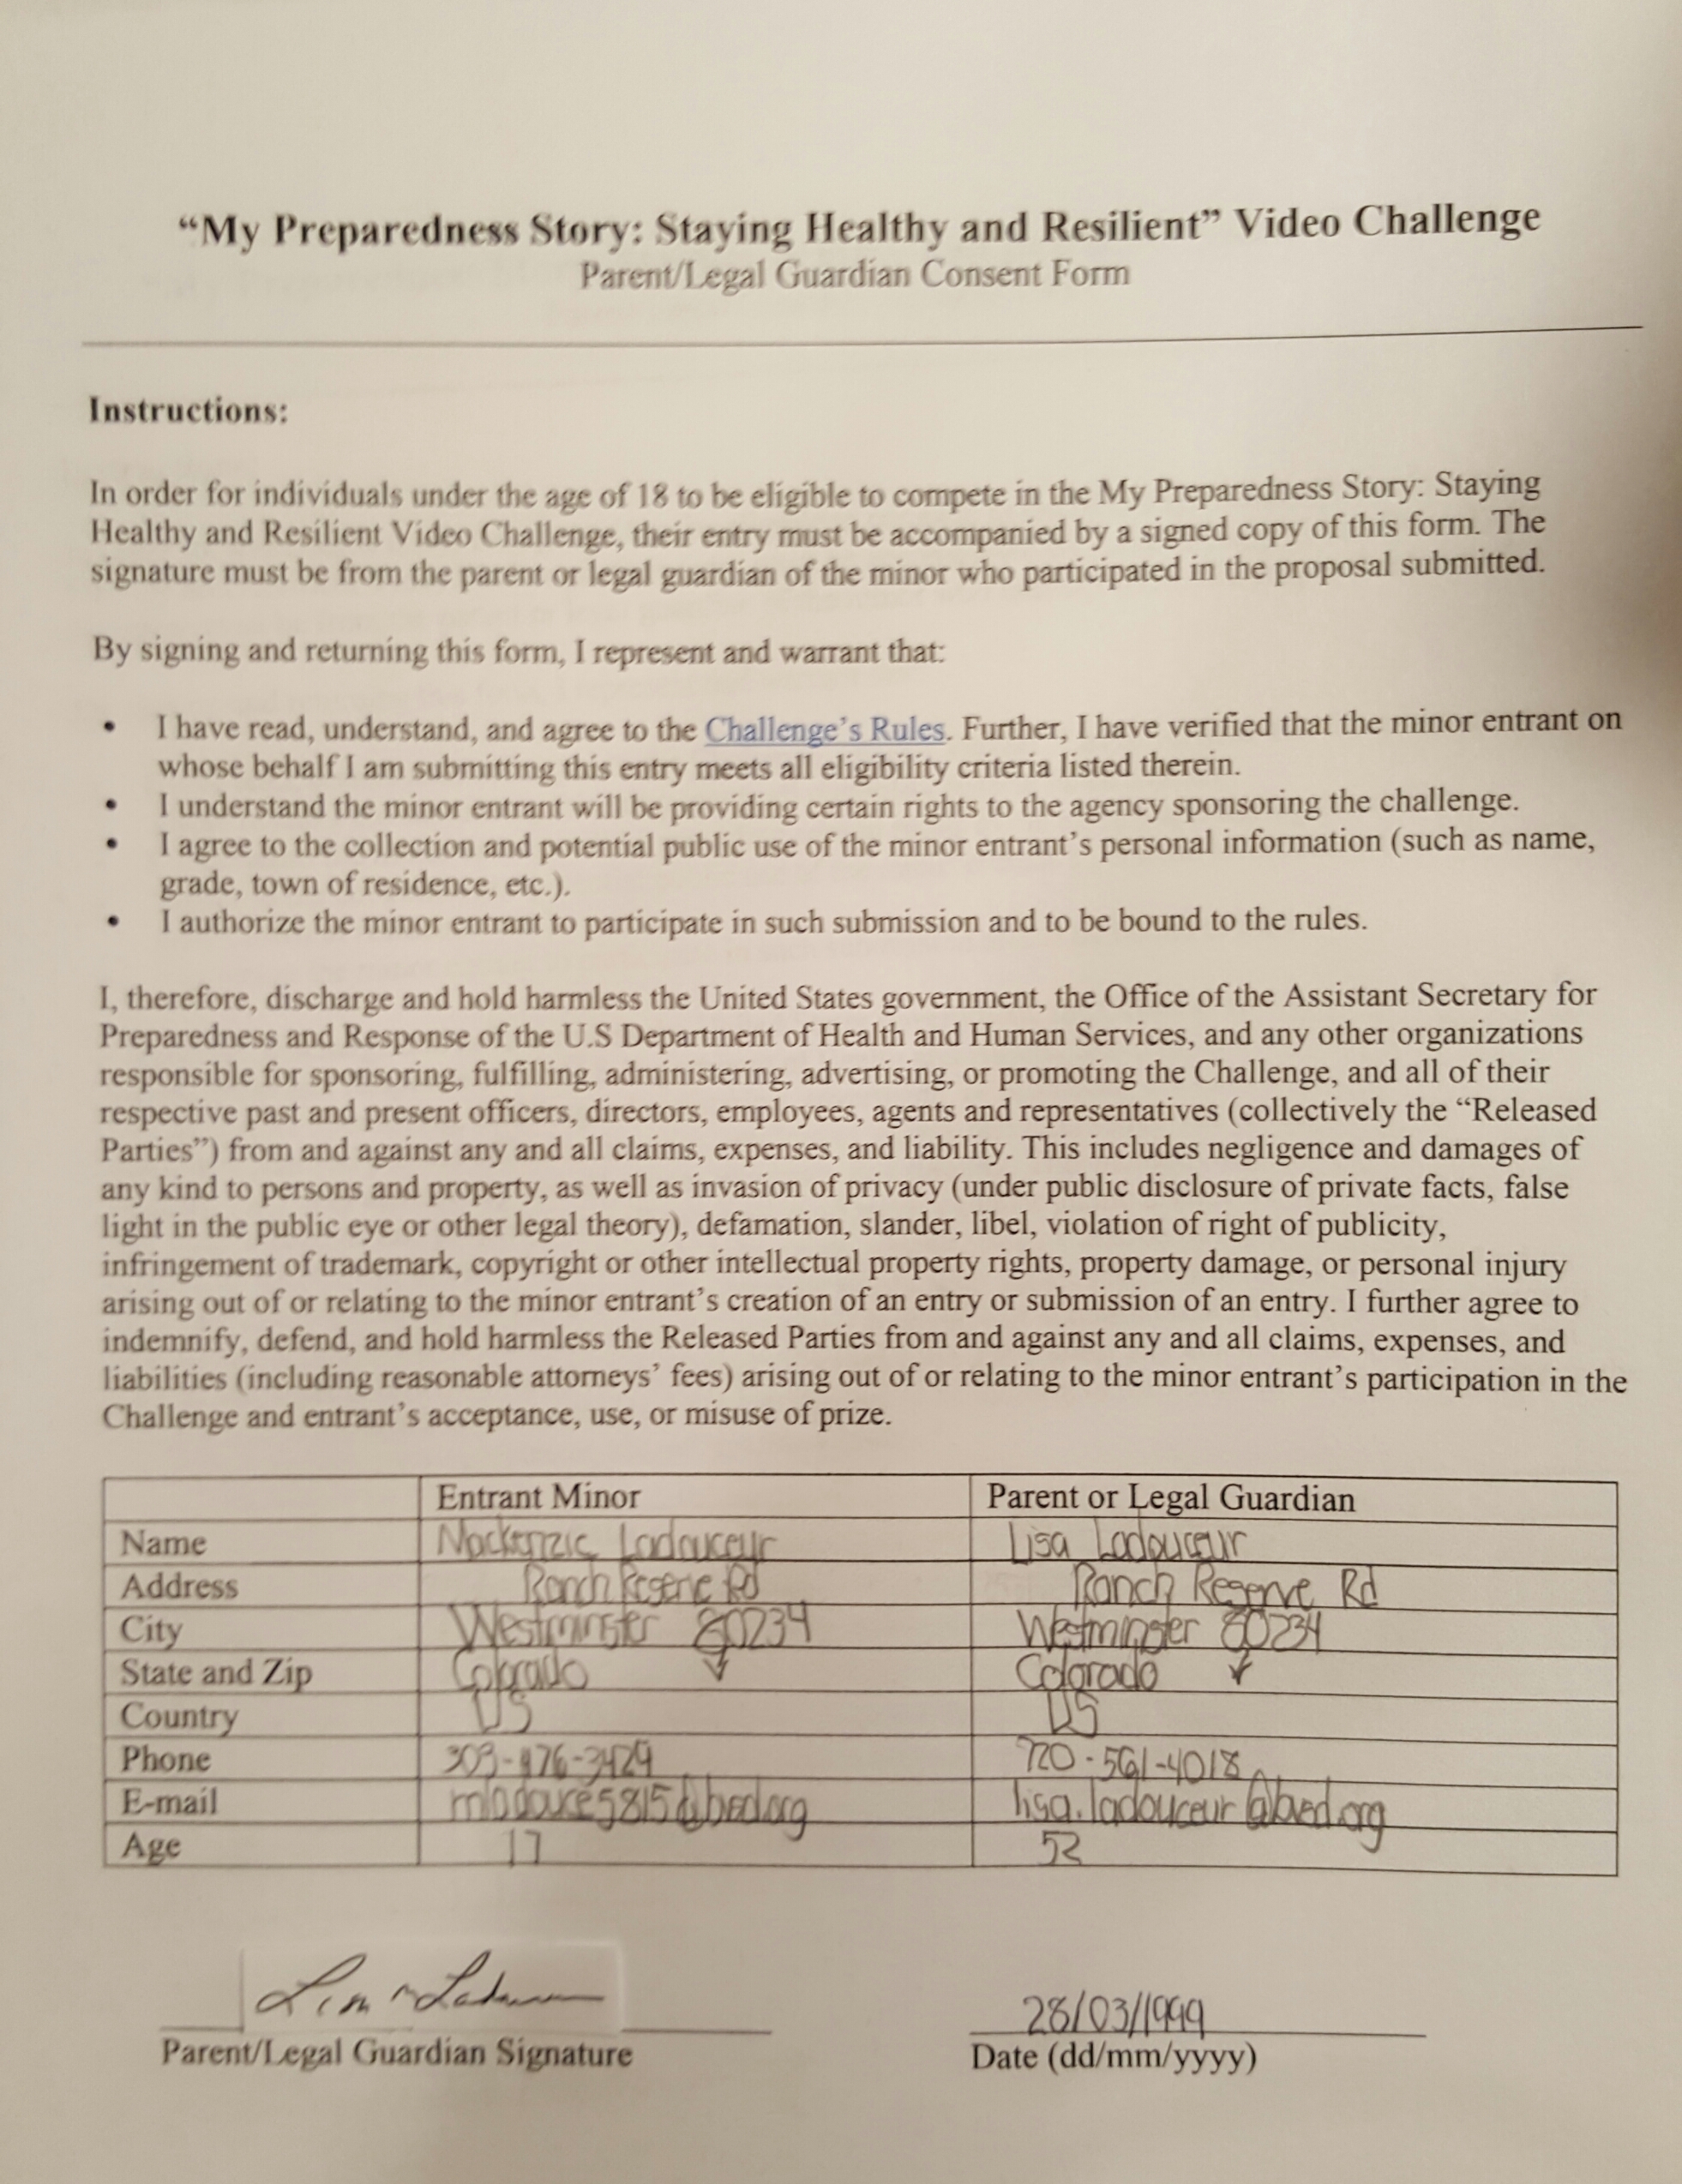 “My Preparedness Story: Staying Healthy and Resilient” Video Challenge
Parent/Legal Guardian Consent Form
Instructions:
In order for individuals under the age of 18 to be eligible to compete in the My Preparedness Story: Staying
Healthy and Resilient Video Challenge, their entry must be accompanied by a signed copy of this form. The
signature must be from the parent or legal guardian of the minor who participated in the proposal submitted.
By signing and returning this form, I represent and warrant that:
• I have read, understand, and agree to the Challenge’s Rules. Further, I have verified that the minor entrant on
whose behalf I am submitting this entry meets all eligibility criteria listed therein.
• I understand the minor entrant will be providing certain rights to the agency sponsoring the challenge.
• I agree to the collection and potential public use of the minor entrant’s personal information (such as name,
grade, town of residence, etc.).
• I authorize the minor entrant to participate in such submission and to be bound to the rules.
I, therefore, discharge and hold harmless the United States government, the Office of the Assistant Secretary for
Preparedness and Response of the U.S Department of Health and Human Services, and any other organizations
responsible for sponsoring, fulfilling, administering, advertising, or promoting the Challenge, and all of their
respective past and present officers, directors, employees, agents and representatives (collectively the “Released
Parties”) from and against any and all claims, expenses, and liability. This includes negligence and damages of
any kind to persons and property, as well as invasion of privacy (under public disclosure of private facts, false
light in the public eye or other legal theory), defamation, slander, libel, violation of right of publicity,
infringement of trademark, copyright or other intellectual property rights, property damage, or personal injury
arising out of or relating to the minor entrant’s creation of an entry or submission of an entry. I further agree to
indemnify, defend, and hold harmless the Released Parties from and against any and all claims, expenses, and
liabilities (including reasonable attorneys’ fees) arising out of or relating to the minor entrant’s participation in the
Challenge and entrant’s acceptance, use, or misuse of prize.
Entrant Minor Parent or Legal Guardian
Name Mackenzie Ladouceur Lisa Ladouceur
Address Ranch Reserve Rd Ranch Reserve Rd
City Westminster 80234 Westminster 80234
State and Zip Colorado Colorado
Country US US
Phone 303-476-3429 720-561-4018
E-mail lisa.ladouceur@bvsd.org
Age 17 52
28/03/1999
Parent/Legal Guardian Signature Date (dd/mm/yyyy)